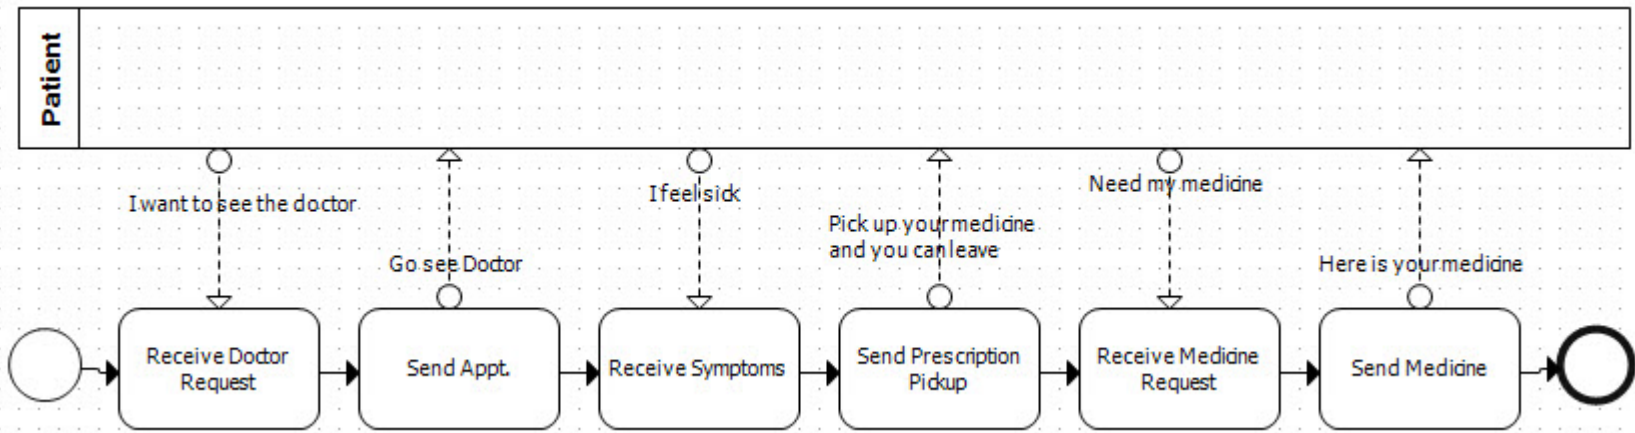 Patient
I want to see the doctor
Go see Doctor
I feel sick
Pick up your medicine
and you can leave
Need my medicine
Here is your medicine
Receive Doctor
Request
Send Appt.
Receive Symptoms
Send Prescription
Pickup
Receive Medicine
Request
Send Medicine